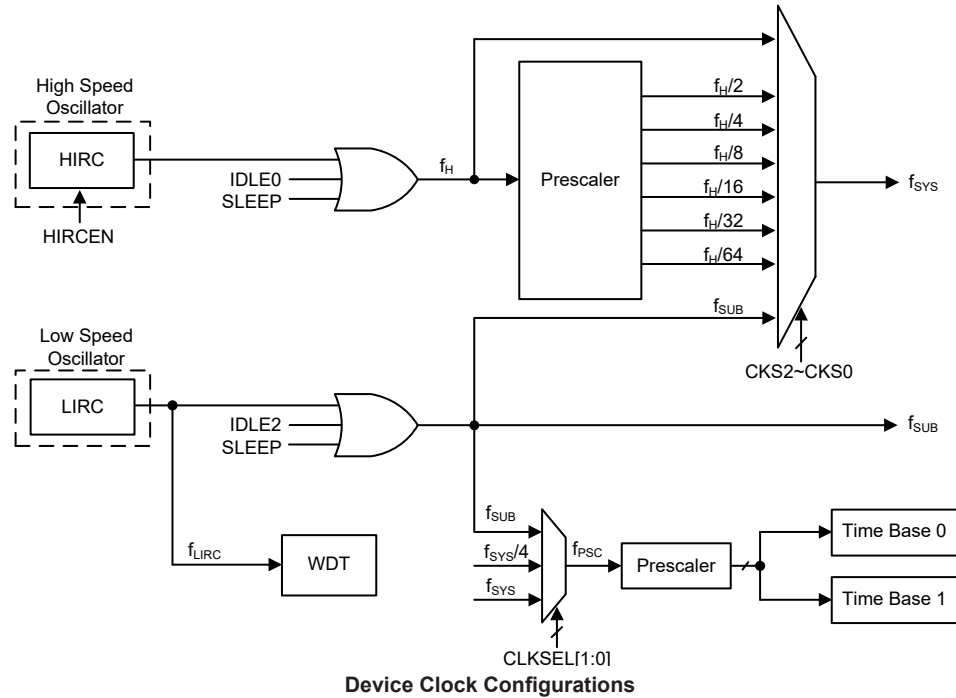 High Speed
Oscillator
HIRC
HIRCEN
IDLE0
SLEEP
fH
Prescaler
fH/2
fH/4
fH/8
fH/16
fH/32
fH/64
fSUB
CKS2~CKS0
fSYS
Low Speed
Oscillator
LIRC
IDLE2
SLEEP
fSUB
fLIRC
WDT
fSUB
fSYS/4
fSYS
CLKSEL[1:0]
fPSC
Prescaler
Time Base 0
Time Base 1
Device Clock Configurations